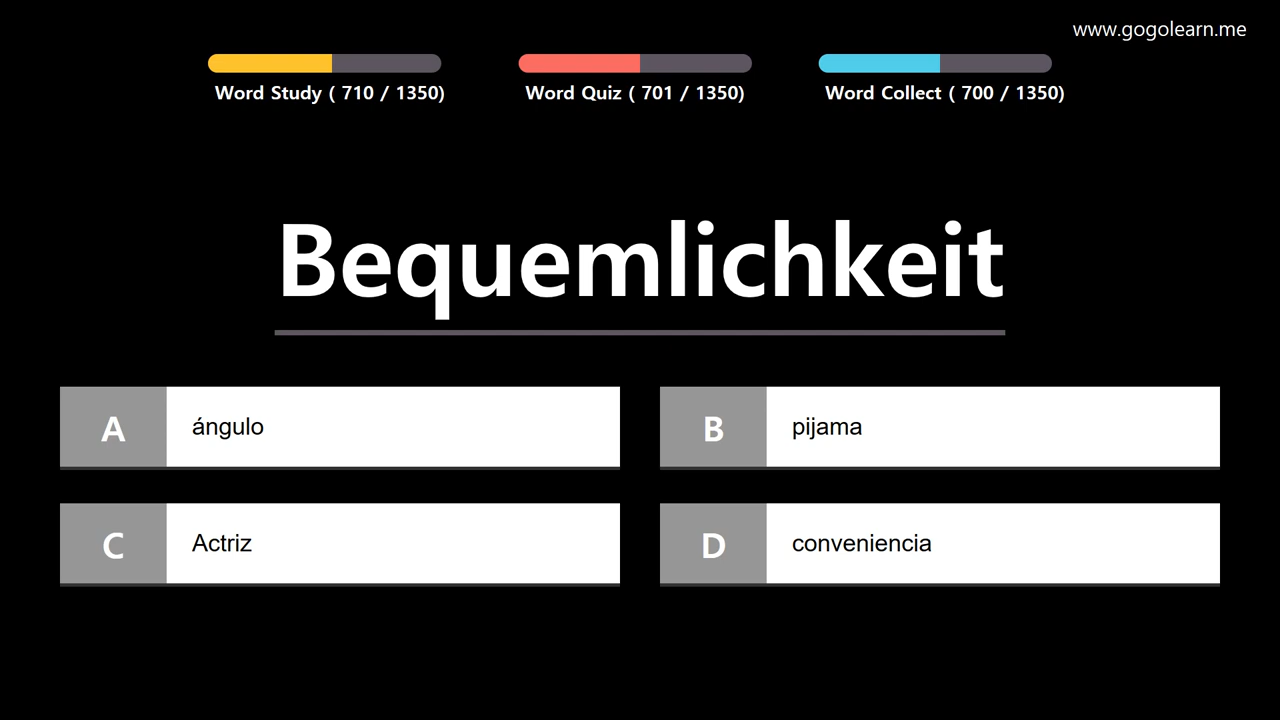 www.gogolearn.me
Word Study ( 710 / 1350)
Word Quiz ( 701 / 1350)
Word Collect ( 700 / 1350)
Bequemlichkeit
A ángulo
B pijama
C Actriz
D conveniencia